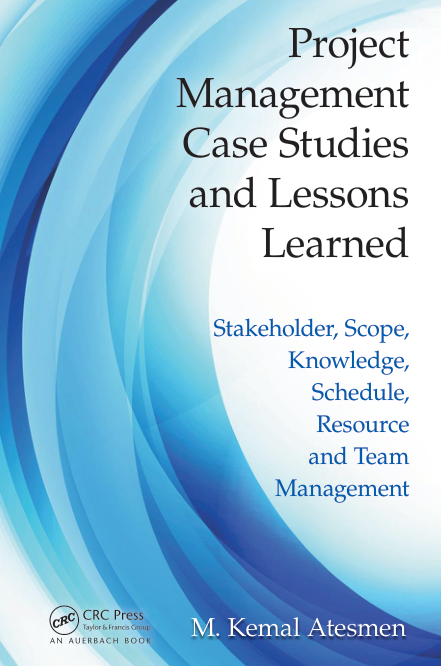 Project
Management
Case Studies
and Lessons
Learned
Stakeholder, Scope,
Knowledge,
Schedule,
Resource
and Team
Management
CRC
CRC Press
Taylor & Francis Group
AN AUERBACH BOOK
M. Kemal Atesmen